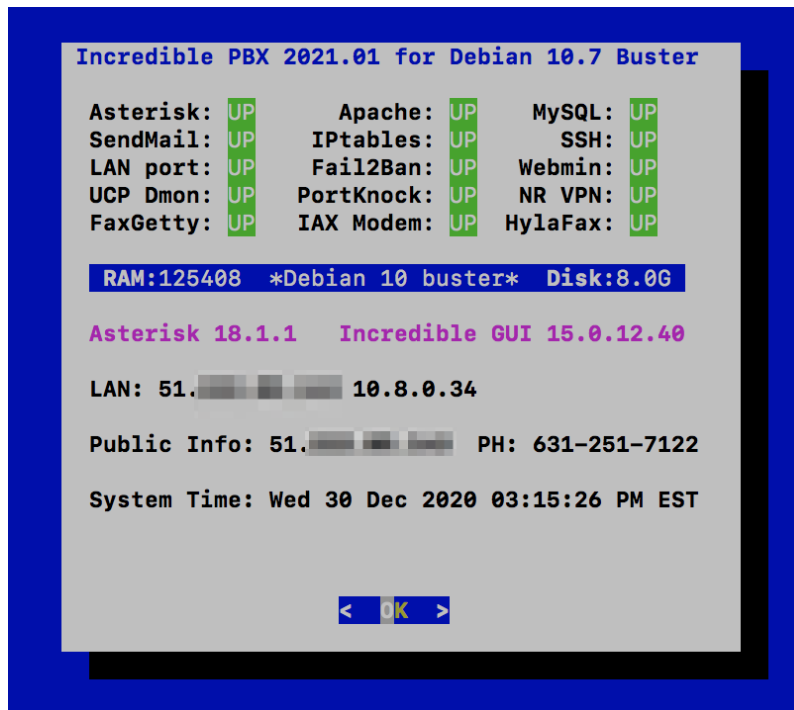 Incredible PBX 2021.01 for Debian 10.7 Buster
Asterisk: UP Apache: UP MySQL: UP
SendMail: UP IPtables: UP SSH: UP
LAN port: UP Fail2Ban: UP Webmin: UP
UCP Dmon: UP PortKnock: UP NR VPN: UP
FaxGetty: UP IAX Modem: UP HylaFax: UP
RAM:125408 *Debian 10 buster* Disk:8.0G
Asterisk 18.1.1 Incredible GUI 15.0.12.40
LAN: 51. 10.8.0.34
Public Info: 51. PH: 631-251-7122
System Time: Wed 30 Dec 2020 03:15:26 PM EST
< OK >